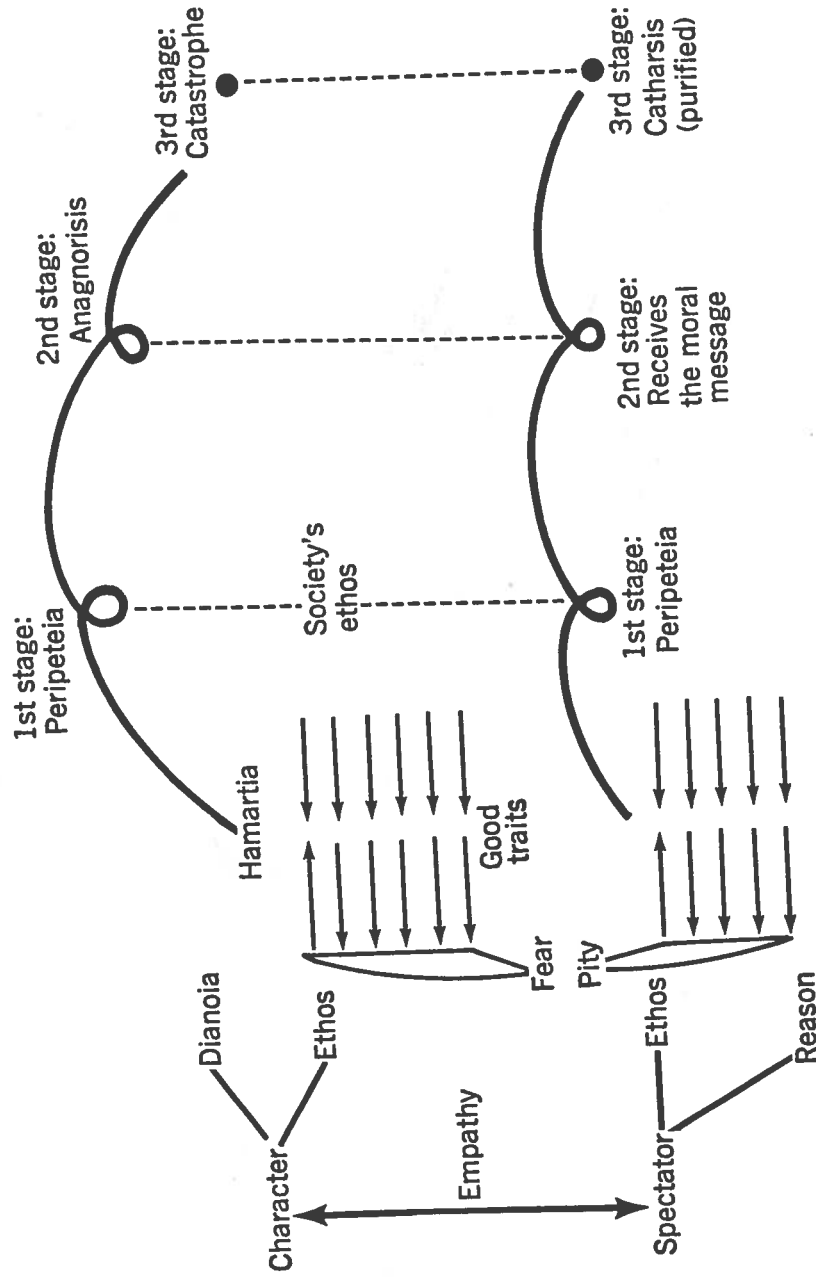 Character
Dianoia
Ethos
Empathy
Spectator
Ethos
Reason
Fear
Pity
Hamartia
Good
traits
1st stage:
Peripeteia
2nd stage:
Anagnorisis
3rd stage:
Catastrophe
Society's
ethos
1st stage:
Peripeteia
2nd stage:
Receives
the moral
message
3rd stage:
Catharsis
(purified)